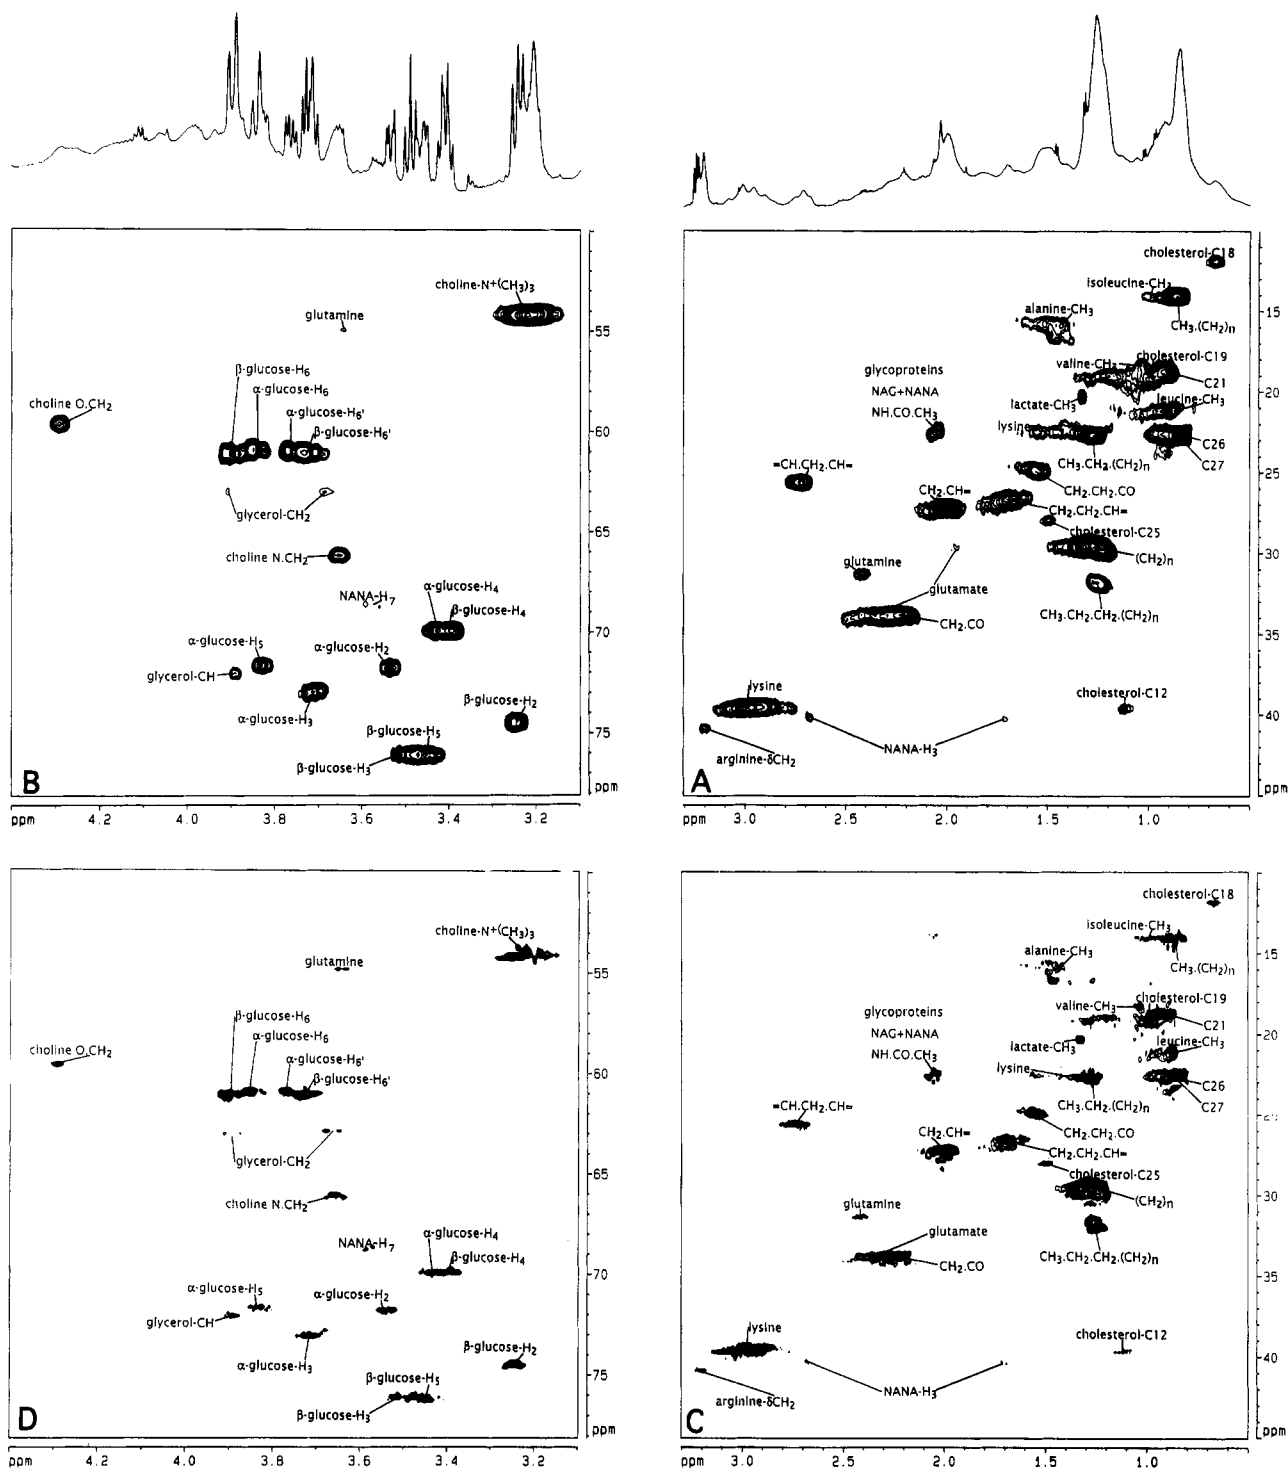 choline-N⁺(CH₃)₃
glutamine
β-glucose-H₆
α-glucose-H₆
choline O.CH₂
α-glucose-H₆'
β-glucose-H₆'
glycerol-CH₂
choline N.CH₂
NANA-H₇
α-glucose-H₄
β-glucose-H₄
α-glucose-H₅
α-glucose-H₂
glycerol-CH
β-glucose-H₂
α-glucose-H₃
β-glucose-H₅
β-glucose-H₃
B
55
60
65
70
75
ppm
ppm 4.2 4.0 3.8 3.6 3.4 3.2
cholesterol-C18
isoleucine-CH₃
alanine-CH₃
CH₃.(CH₂)n
cholesterol-C19
valine-CH₃
glycoproteins
C21
NAG+NANA
leucine-CH₃
lactate-CH₃
NH.CO.CH₃
lysine
C26
=CH.CH₂.CH=
CH₃.CH₂.(CH₂)n
C27
CH₂.CH=
CH₂.CH₂.CO
CH₂.CH₂.CH=
cholesterol-C25
glutamine
(CH₂)n
glutamate
CH₃.CH₂.CH₂.(CH₂)n
CH₂.CO
lysine
cholesterol-C12
NANA-H₃
arginine-δCH₂
A
15
20
25
30
35
40
ppm
ppm 3.0 2.5 2.0 1.5 1.0
choline-N⁺(CH₃)₃
glutamine
β-glucose-H₆
α-glucose-H₆
choline O.CH₂
α-glucose-H₆'
β-glucose-H₆'
glycerol-CH₂
choline N.CH₂
α-glucose-H₄
NANA-H₇
β-glucose-H₄
α-glucose-H₅
α-glucose-H₂
glycerol-CH
β-glucose-H₂
α-glucose-H₃
β-glucose-H₅
β-glucose-H₃
D
55
60
65
70
75
ppm
ppm 4.2 4.0 3.8 3.6 3.4 3.2
cholesterol-C18
isoleucine-CH₃
alanine-CH₃
CH₃.(CH₂)n
cholesterol-C19
valine-CH₃
glycoproteins
C21
NAG+NANA
leucine-CH₃
lactate-CH₃
NH.CO.CH₃
lysine
C26
=CH.CH₂.CH=
CH₃.CH₂.(CH₂)n
C27
CH₂.CH=
CH₂.CH₂.CO
CH₂.CH₂.CH=
cholesterol-C25
glutamine
(CH₂)n
glutamate
CH₃.CH₂.CH₂.(CH₂)n
CH₂.CO
lysine
cholesterol-C12
NANA-H₃
arginine-δCH₂
C
15
20
25
30
35
40
ppm
ppm 3.0 2.5 2.0 1.5 1.0